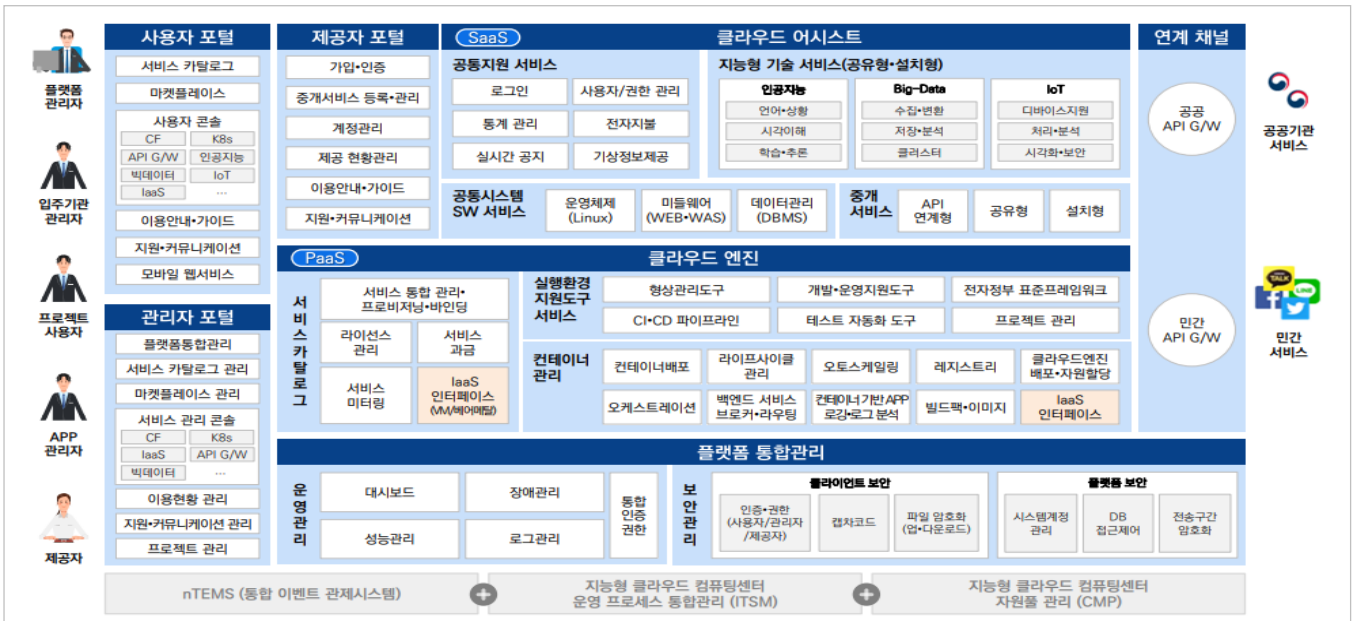 플랫폼
관리자
입주기관
관리자
프로젝트
사용자
APP
관리자
제공자
사용자 포털
서비스 카탈로그
마켓플레이스
사용자 콘솔
CF
K8s
API G/W
인공지능
빅데이터
IoT
IaaS
...
이용안내•가이드
지원•커뮤니케이션
모바일 웹서비스
관리자 포털
플랫폼통합관리
서비스 카탈로그 관리
마켓플레이스 관리
서비스 관리 콘솔
CF
K8s
IaaS
API G/W
빅데이터
...
이용현황 관리
지원•커뮤니케이션 관리
프로젝트 관리
제공자 포털
가입•인증
중개서비스 등록•관리
계정관리
제공 현황관리
이용안내•가이드
지원•커뮤니케이션
SaaS
클라우드 어시스트
공통지원 서비스
로그인
사용자/권한 관리
통계 관리
전자지불
실시간 공지
기상정보제공
지능형 기술 서비스(공유형•설치형)
인공지능
언어•상황
시각이해
학습•추론
Big-Data
수집•변환
저장•분석
클러스터
IoT
디바이스지원
처리•분석
시각화•보안
공통시스템
SW 서비스
운영체제
(Linux)
미들웨어
(WEB•WAS)
데이터관리
(DBMS)
중개
서비스
API
연계형
공유형
설치형
PaaS
클라우드 엔진
서비스카탈로그
서비스 통합 관리•
프로비저닝•바인딩
라이선스
관리
서비스
과금
서비스
미터링
IaaS
인터페이스
(VM/베어메탈)
실행환경
지원도구
서비스
형상관리도구
개발•운영지원도구
전자정부 표준프레임워크
CI•CD 파이프라인
테스트 자동화 도구
프로젝트 관리
컨테이너
관리
컨테이너배포
라이프사이클
관리
오토스케일링
레지스트리
클라우드엔진
배포•자원할당
오케스트레이션
백엔드 서비스
브로커•라우팅
컨테이너 기반 APP
로깅•로그 분석
빌드팩•이미지
IaaS
인터페이스
플랫폼 통합관리
운영관리
대시보드
장애관리
성능관리
로그관리
통합
인증
권한
보안관리
클라이언트 보안
인증•권한
(사용자/관리자
/제공자)
캡차코드
파일 암호화
(업•다운로드)
플랫폼 보안
시스템계정
관리
DB
접근제어
전송구간
암호화
연계 채널
공공
API G/W
민간
API G/W
공공기관
서비스
TALK
LINE
민간
서비스
nTEMS (통합 이벤트 관제시스템)
지능형 클라우드 컴퓨팅센터
운영 프로세스 통합관리 (ITSM)
지능형 클라우드 컴퓨팅센터
자원풀 관리 (CMP)